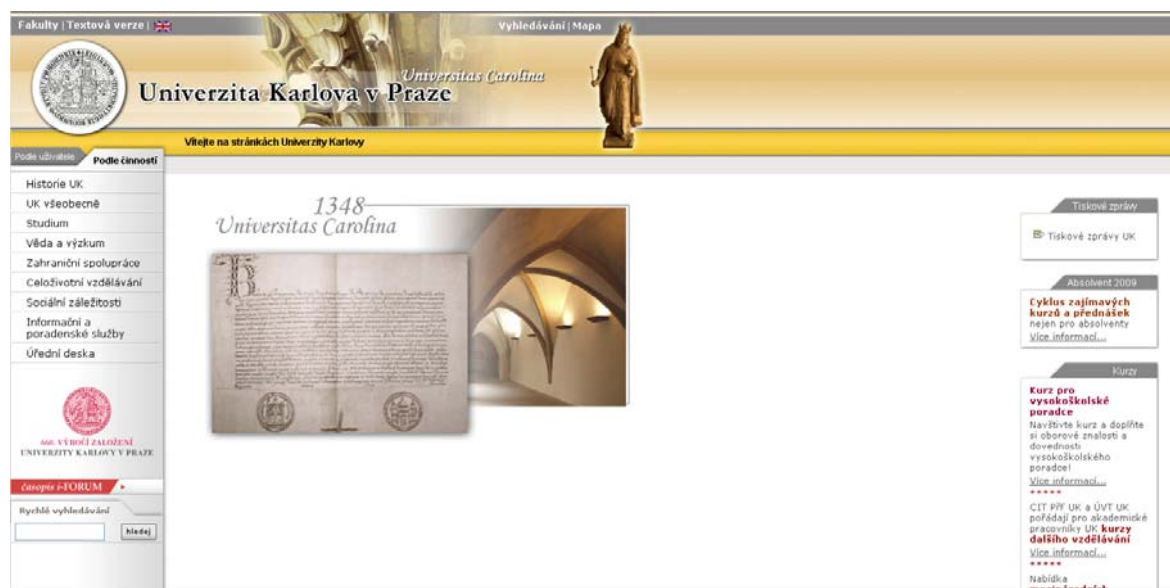 Fakulty | Textová verze |
Vyhledávání | Mapa
Universitas Carolina
Univerzita Karlova v Praze
Vítejte na stránkách Univerzity Karlovy
Podle uživatele
Podle činností
Historie UK
UK všeobecně
Studium
Věda a výzkum
Zahraniční spolupráce
Celoživotní vzdělávání
Sociální záležitosti
Informační a
poradenské služby
Úřední deska
660. VÝROČÍ ZALOŽENÍ
UNIVERZITY KARLOVY V PRAZE
časopis i-FORUM
Rychlé vyhledávání
hledej
1348
Universitas Carolina
Tiskové zprávy
Tiskové zprávy UK
Absolvent 2009
Cyklus zajímavých
kurzů a přednášek
nejen pro absolventy
Více informací...
Kurzy
Kurz pro
vysokoškolské
poradce
Navštivte kurz a doplňte
si oborové znalosti a
dovednosti
vysokoškolského
poradce!
Více informací...
*****
CIT PřF UK a ÚVT UK
pořádají pro akademické
pracovníky UK kurzy
dalšího vzdělávání
Více informací...
*****
Nabídka